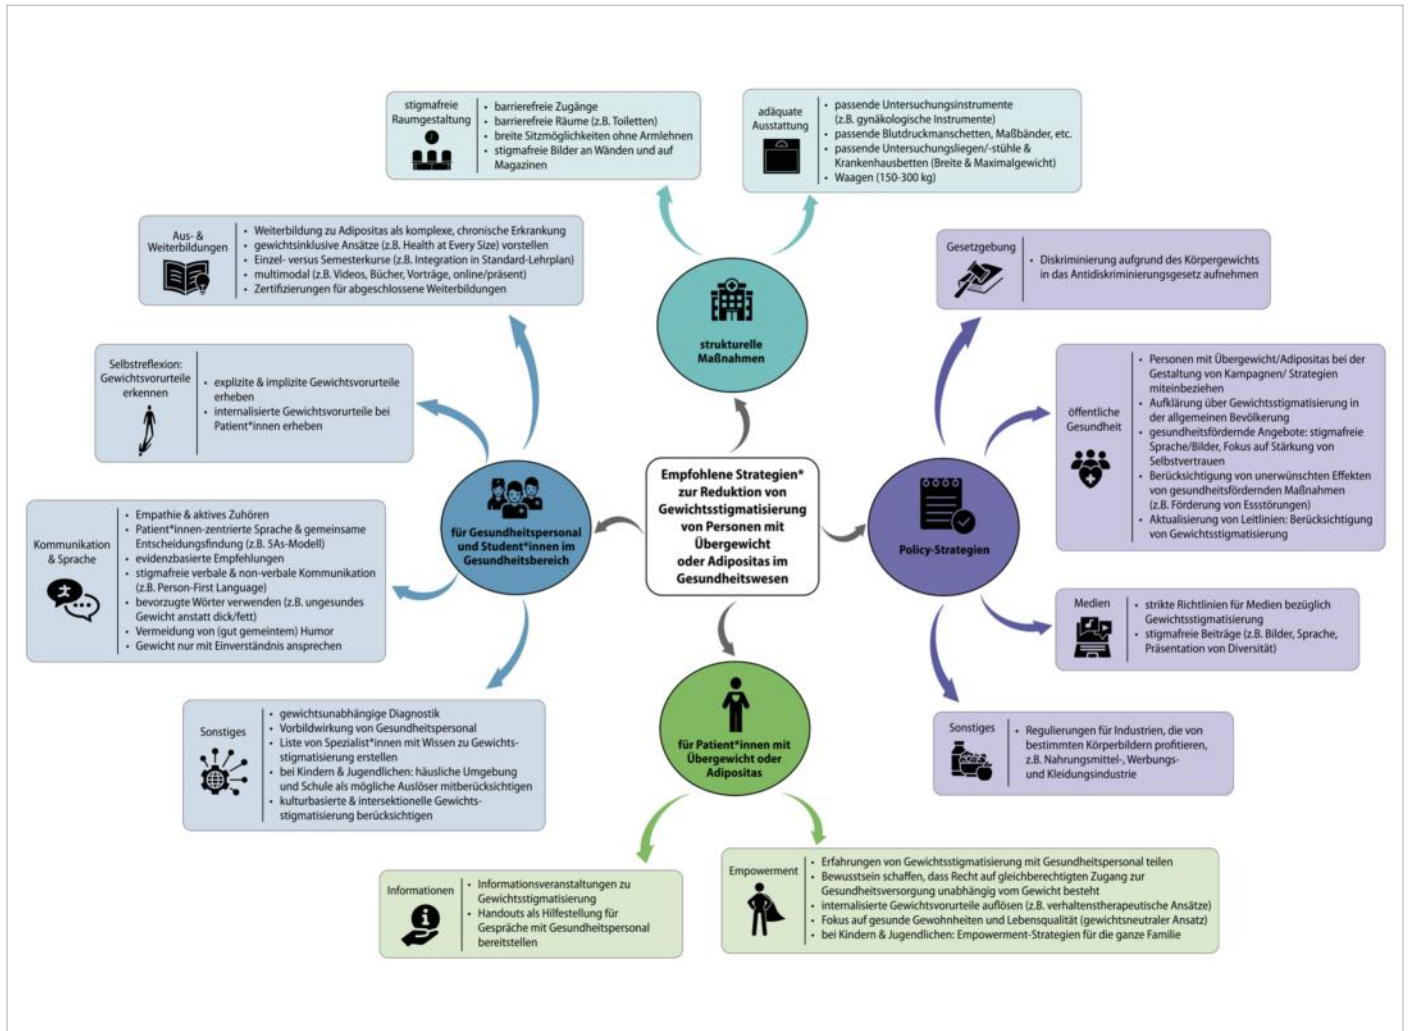 stigmafreie
Raumgestaltung
• barrierefreie Zugänge
• barrierefreie Räume (z.B. Toiletten)
• breite Sitzmöglichkeiten ohne Armlehnen
• stigmafreie Bilder an Wänden und auf
Magazinen
adäquate
Ausstattung
• passende Untersuchungsinstrumente
(z.B. gynäkologische Instrumente)
• passende Blutdruckmanschetten, Maßbänder, etc.
• passende Untersuchungsliegen/-stühle &
Krankenhausbetten (Breite & Maximalgewicht)
• Waagen (150-300 kg)
Aus- &
Weiterbildungen
• Weiterbildung zu Adipositas als komplexe, chronische Erkrankung
• gewichtsinklusive Ansätze (z.B. Health at Every Size) vorstellen
• Einzel- versus Semesterkurse (z.B. Integration in Standard-Lehrplan)
• multimodal (z.B. Videos, Bücher, Vorträge, online/präsent)
• Zertifizierungen für abgeschlossene Weiterbildungen
Gesetzgebung
• Diskriminierung aufgrund des Körpergewichts
in das Antidiskriminierungsgesetz aufnehmen
strukturelle
Maßnahmen
Selbstreflexion:
Gewichtsvorurteile
erkennen
• explizite & implizite Gewichtsvorurteile
erheben
• internalisierte Gewichtsvorurteile bei
Patient*innen erheben
öffentliche
Gesundheit
• Personen mit Übergewicht/Adipositas bei der
Gestaltung von Kampagnen/ Strategien
miteinbeziehen
• Aufklärung über Gewichtsstigmatisierung in
der allgemeinen Bevölkerung
• gesundheitsfördernde Angebote: stigmafreie
Sprache/Bilder, Fokus auf Stärkung von
Selbstvertrauen
• Berücksichtigung von unerwünschten Effekten
von gesundheitsfördernden Maßnahmen
(z.B. Förderung von Essstörungen)
• Aktualisierung von Leitlinien: Berücksichtigung
von Gewichtsstigmatisierung
Empfohlene Strategien*
zur Reduktion von
Gewichtsstigmatisierung
von Personen mit
Übergewicht
oder Adipositas im
Gesundheitswesen
für Gesundheitspersonal
und Student*innen im
Gesundheitsbereich
Policy-Strategien
Kommunikation
& Sprache
• Empathie & aktives Zuhören
• Patient*innen-zentrierte Sprache & gemeinsame
Entscheidungsfindung (z.B. 5As-Modell)
• evidenzbasierte Empfehlungen
• stigmafreie verbale & non-verbale Kommunikation
(z.B. Person-First Language)
• bevorzugte Wörter verwenden (z.B. ungesundes
Gewicht anstatt dick/fett)
• Vermeidung von (gut gemeintem) Humor
• Gewicht nur mit Einverständnis ansprechen
Medien
• strikte Richtlinien für Medien bezüglich
Gewichtsstigmatisierung
• stigmafreie Beiträge (z.B. Bilder, Sprache,
Präsentation von Diversität)
Sonstiges
• gewichtsunabhängige Diagnostik
• Vorbildwirkung von Gesundheitspersonal
• Liste von Spezialist*innen mit Wissen zu Gewichts-
stigmatisierung erstellen
• bei Kindern & Jugendlichen: häusliche Umgebung
und Schule als mögliche Auslöser mitberücksichtigen
• kulturbasierte & intersektionelle Gewichts-
stigmatisierung berücksichtigen
für Patient*innen mit
Übergewicht oder
Adipositas
Sonstiges
• Regulierungen für Industrien, die von
bestimmten Körperbildern profitieren,
z.B. Nahrungsmittel-, Werbungs-
und Kleidungsindustrie
Informationen
• Informationsveranstaltungen zu
Gewichtsstigmatisierung
• Handouts als Hilfestellung für
Gespräche mit Gesundheitspersonal
bereitstellen
Empowerment
• Erfahrungen von Gewichtsstigmatisierung mit Gesundheitspersonal teilen
• Bewusstsein schaffen, dass Recht auf gleichberechtigten Zugang zur
Gesundheitsversorgung unabhängig vom Gewicht besteht
• internalisierte Gewichtsvorurteile auflösen (z.B. verhaltenstherapeutische Ansätze)
• Fokus auf gesunde Gewohnheiten und Lebensqualität (gewichtsneutraler Ansatz)
• bei Kindern & Jugendlichen: Empowerment-Strategien für die ganze Familie